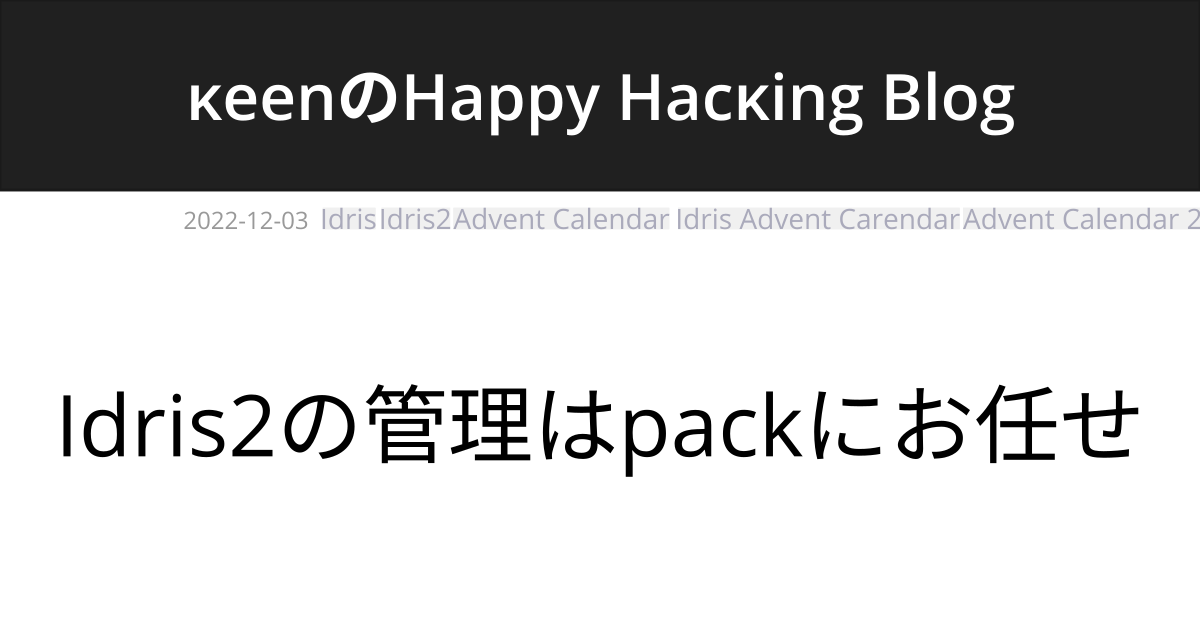 κeenのHappy Hacκing Blog
2022-12-03 Idris Idris2 Advent Calendar Idris Advent Carendar Advent Calendar 2
Idris2の管理はpackにお任せ